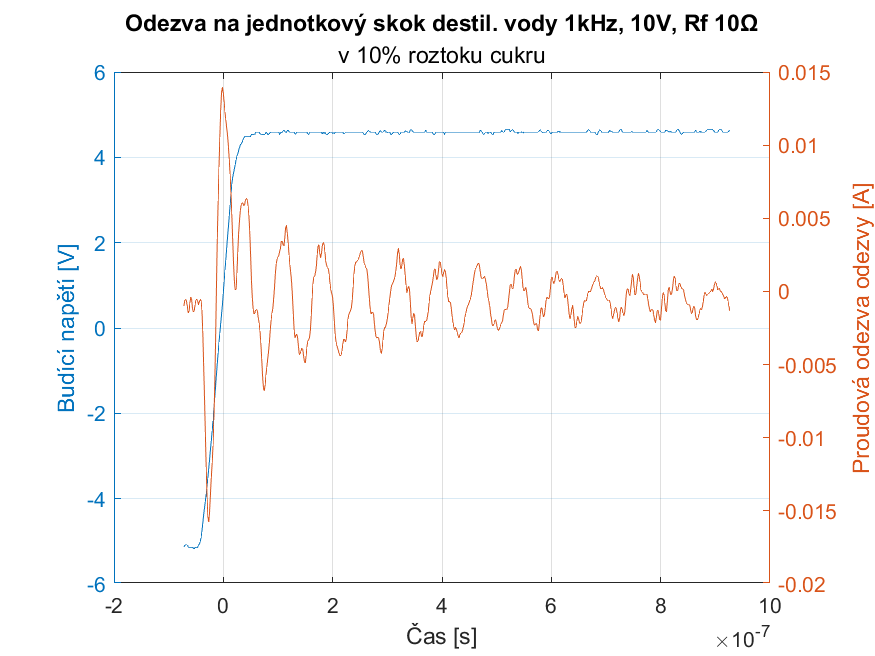 Odezva na jednotkový skok destil. vody 1kHz, 10V, Rf 10Ω
v 10% roztoku cukru
6
4
2
0
-2
-4
-6
Budící napětí [V]
0.015
0.01
0.005
0
-0.005
-0.01
-0.015
-0.02
Proudová odezva odezvy [A]
-2 0 2 4 6 8 10
Čas [s]
×10-7